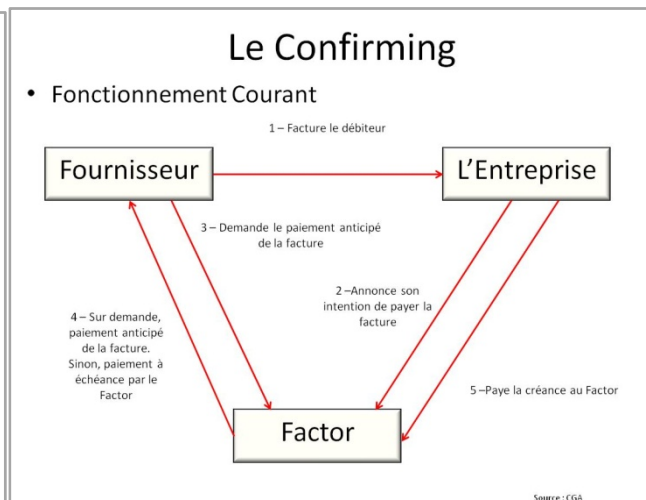 Le Confirming
• Fonctionnement Courant
1 – Facture le débiteur
Fournisseur
L'Entreprise
3 – Demande le paiement anticipé
de la facture
2 –Annonce son
intention de payer la
facture
4 – Sur demande,
paiement anticipé
de la facture.
Sinon, paiement à
échéance par le
Factor
5 –Paye la créance au Factor
Factor
Source : CGA